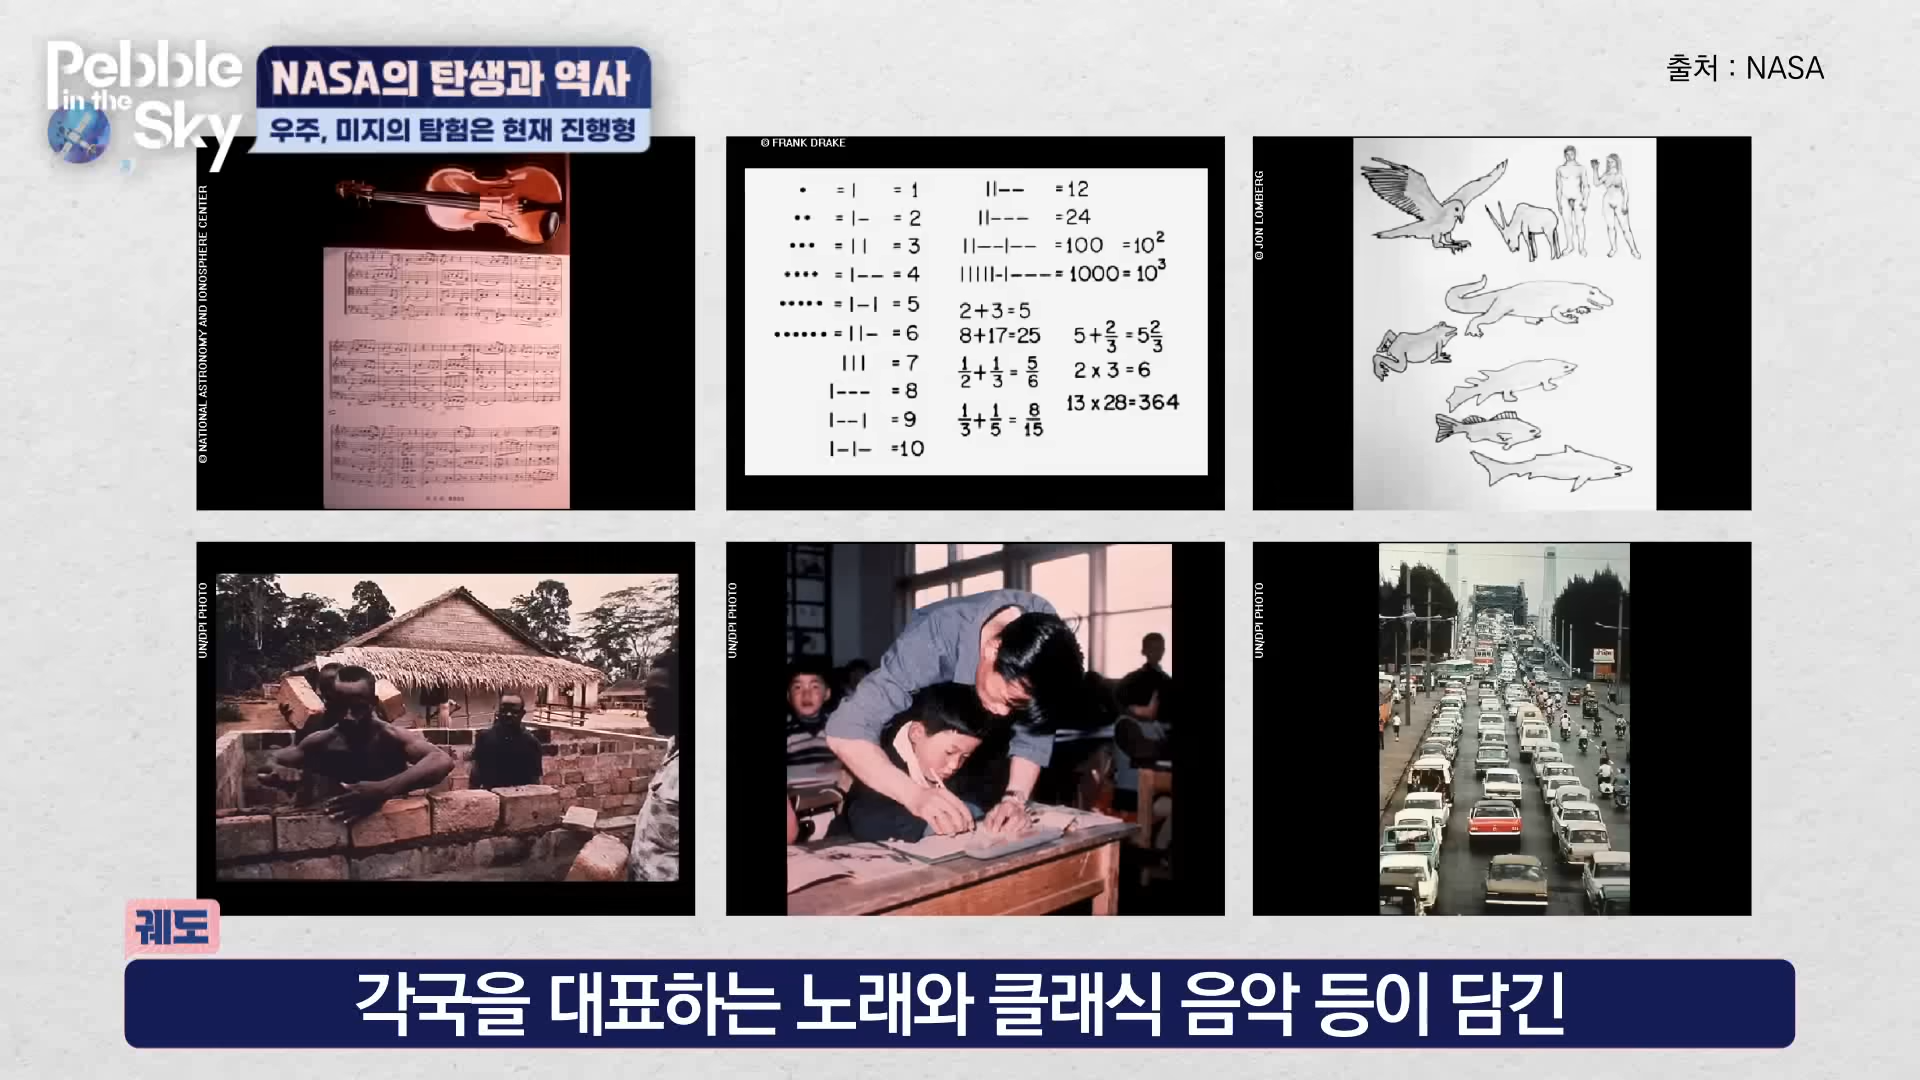 Pebble
in the
Sky
NASA의 탄생과 역사
우주, 미지의 탐험은 현재 진행형
출처 : NASA
© NATIONAL ASTRONOMY AND IONOSPHERE CENTER
© FRANK DRAKE
• = | = 1
•• = |− = 2
••• = || = 3
•••• = |−− = 4
••••• = |−| = 5
•••••• = ||− = 6
||| = 7
|−−− = 8
|−−| = 9
|−|− =10
||−− =12
||−−− =24
||−−|−− =100 =10²
|||||-|−−− = 1000 = 10³
2+3=5
8+17=25
1/2+1/3=5/6
1/3+1/5=8/15
5+2/3=5 2/3
2 x 3 =6
13 x 28=364
© JON LOMBERG
UN/DPI PHOTO
UN/DPI PHOTO
UN/DPI PHOTO
궤도
각국을 대표하는 노래와 클래식 음악 등이 담긴